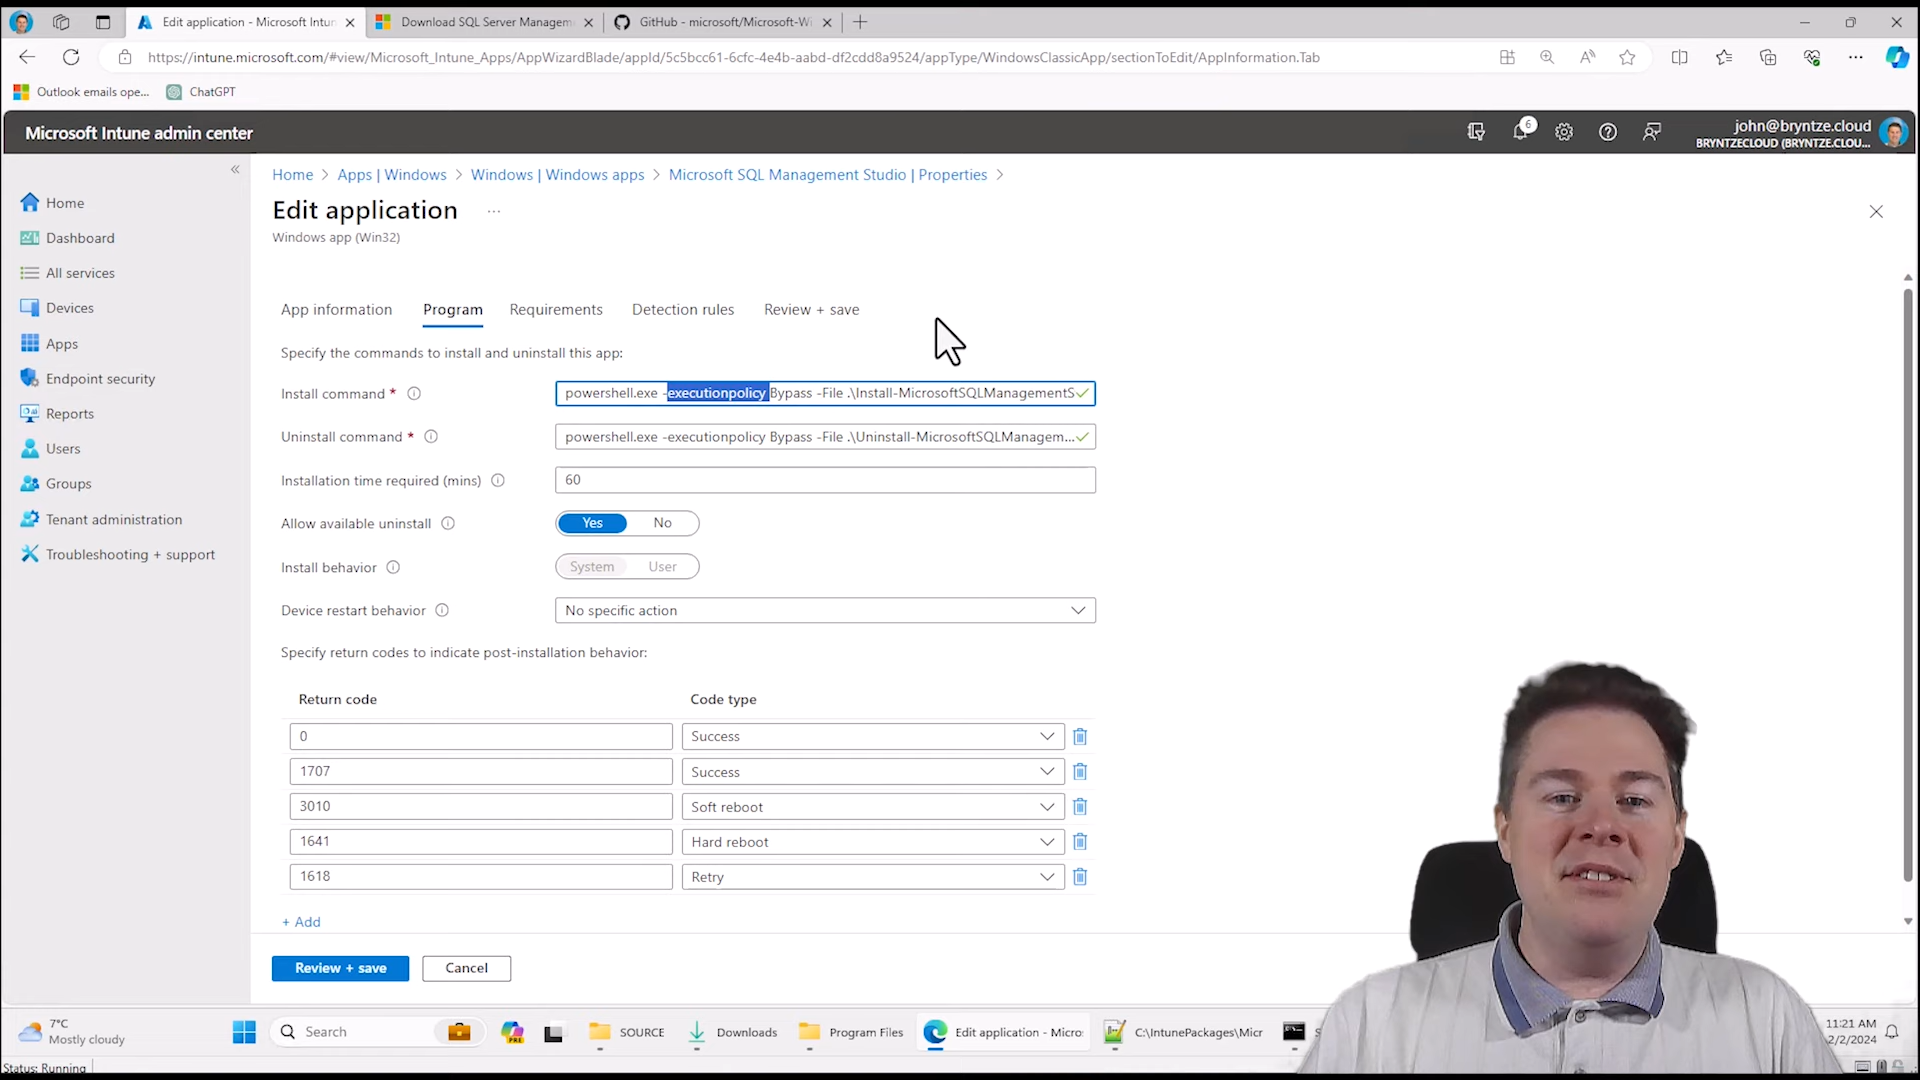 Edit application - Microsoft Intun
Download SQL Server Managem
GitHub - microsoft/Microsoft-Wi
https://intune.microsoft.com/#view/Microsoft_Intune_Apps/AppWizardBlade/appId/5c5bcc61-6cfc-4e4b-aabd-df2cdd8a9524/appType/WindowsClassicApp/sectionToEdit/AppInformation.Tab
Outlook emails ope...
ChatGPT
Microsoft Intune admin center
6
john@bryntze.cloud
BRYNTZECLOUD (BRYNTZE.CLOU...
Home
Dashboard
All services
Devices
Apps
Endpoint security
Reports
Users
Groups
Tenant administration
Troubleshooting + support
Home > Apps | Windows > Windows | Windows apps > Microsoft SQL Management Studio | Properties >
Edit application ...
Windows app (Win32)
App information
Program
Requirements
Detection rules
Review + save
Specify the commands to install and uninstall this app:
Install command *
powershell.exe -executionpolicy Bypass -File .\Install-MicrosoftSQLManagementS
Uninstall command *
powershell.exe -executionpolicy Bypass -File .\Uninstall-MicrosoftSQLManagem...
Installation time required (mins)
60
Allow available uninstall
Yes No
Install behavior
System User
Device restart behavior
No specific action
Specify return codes to indicate post-installation behavior:
Return code Code type
0 Success
1707 Success
3010 Soft reboot
1641 Hard reboot
1618 Retry
+ Add
Review + save
Cancel
7°C
Mostly cloudy
Search
PRE
SOURCE
Downloads
Program Files
Edit application - Micro
C:\IntunePackages\Micr
11:21 AM
2/2/2024
Status: Running